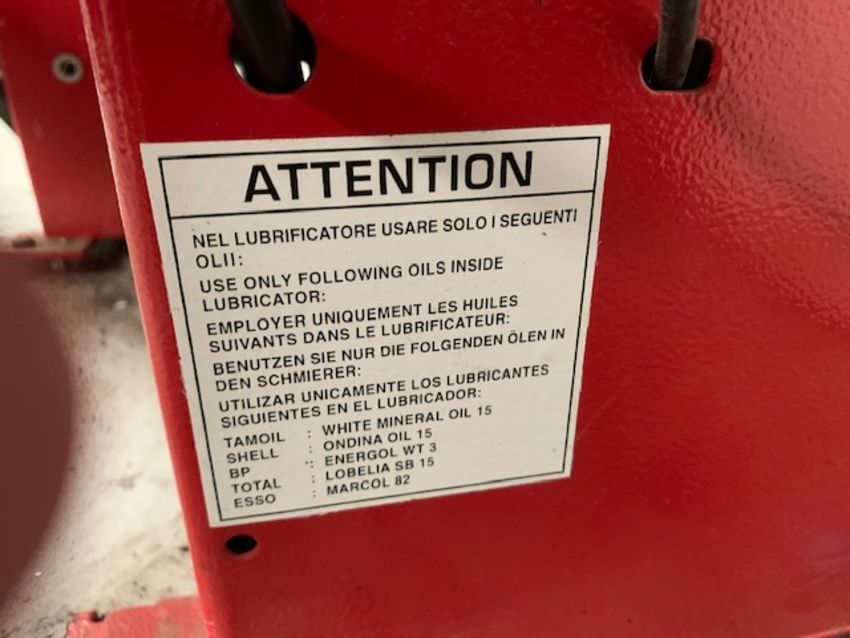 ATTENTION
NEL LUBRIFICATORE USARE SOLO I SEGUENTI
OLII:
USE ONLY FOLLOWING OILS INSIDE
LUBRICATOR:
EMPLOYER UNIQUEMENT LES HUILES
SUIVANTS DANS LE LUBRIFICATEUR:
BENUTZEN SIE NUR DIE FOLGENDEN ÖLEN IN
DEN SCHMIERER:
UTILIZAR UNICAMENTE LOS LUBRICANTES
SIGUIENTES EN EL LUBRICADOR:
TAMOIL : WHITE MINERAL OIL 15
SHELL : ONDINA OIL 15
BP : ENERGOL WT 3
TOTAL : LOBELIA SB 15
ESSO : MARCOL 82